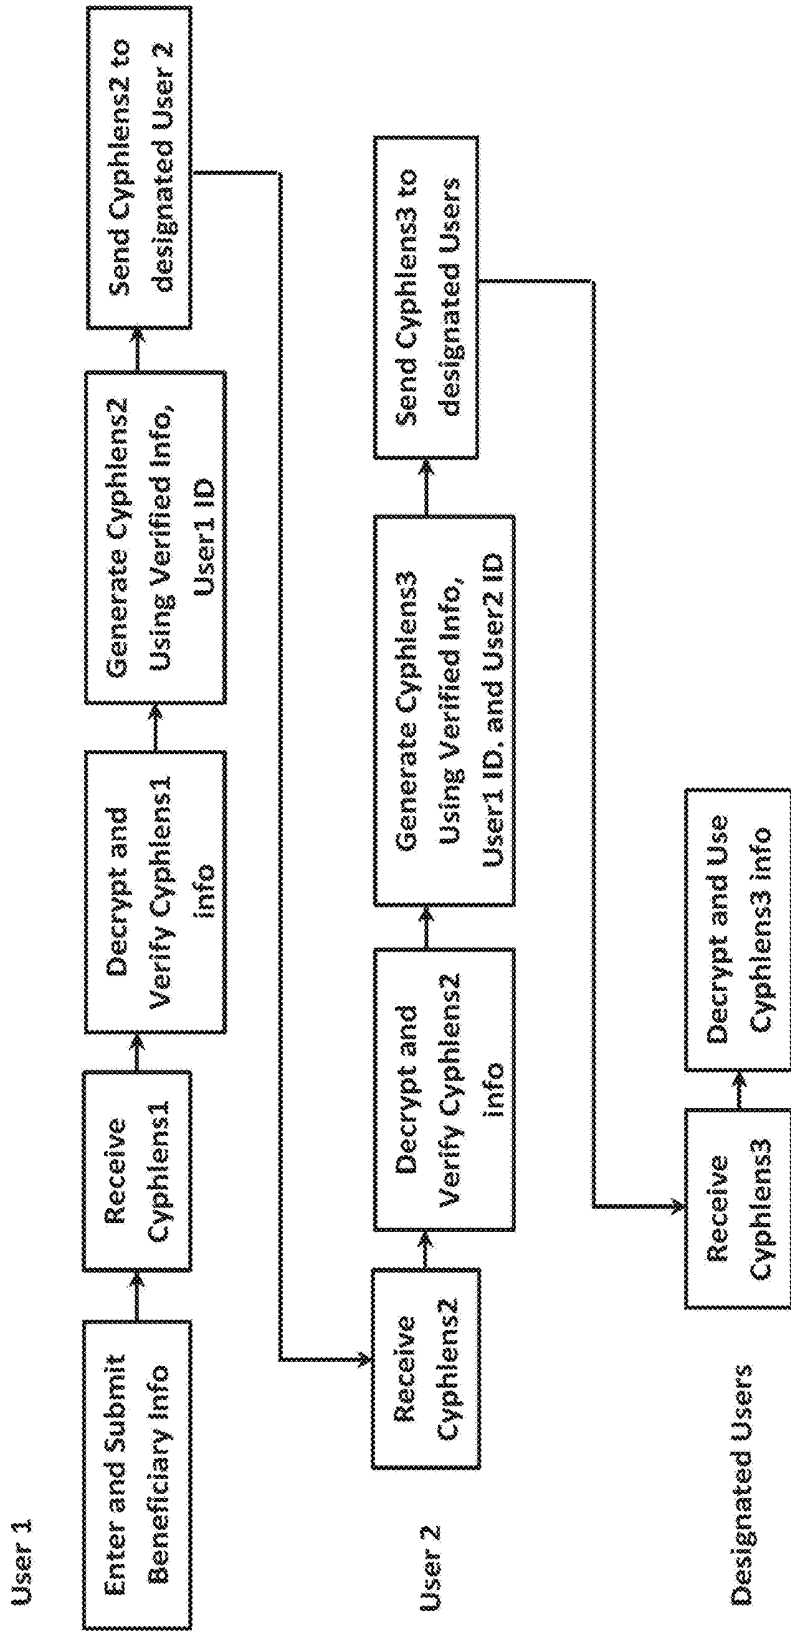 User 1
Enter and Submit
Beneficiary Info
Receive
Cyphlens1
Decrypt and
Verify Cyphlens1
info
Generate Cyphlens2
Using Verified Info,
User1 ID
Send Cyphlens2 to
designated User 2
User 2
Receive
Cyphlens2
Decrypt and
Verify Cyphlens2
info
Generate Cyphlens3
Using Verified Info,
User1 ID. and User2 ID
Send Cyphlens3 to
designated Users
Designated Users
Receive
Cyphlens3
Decrypt and Use
Cyphlens3 info